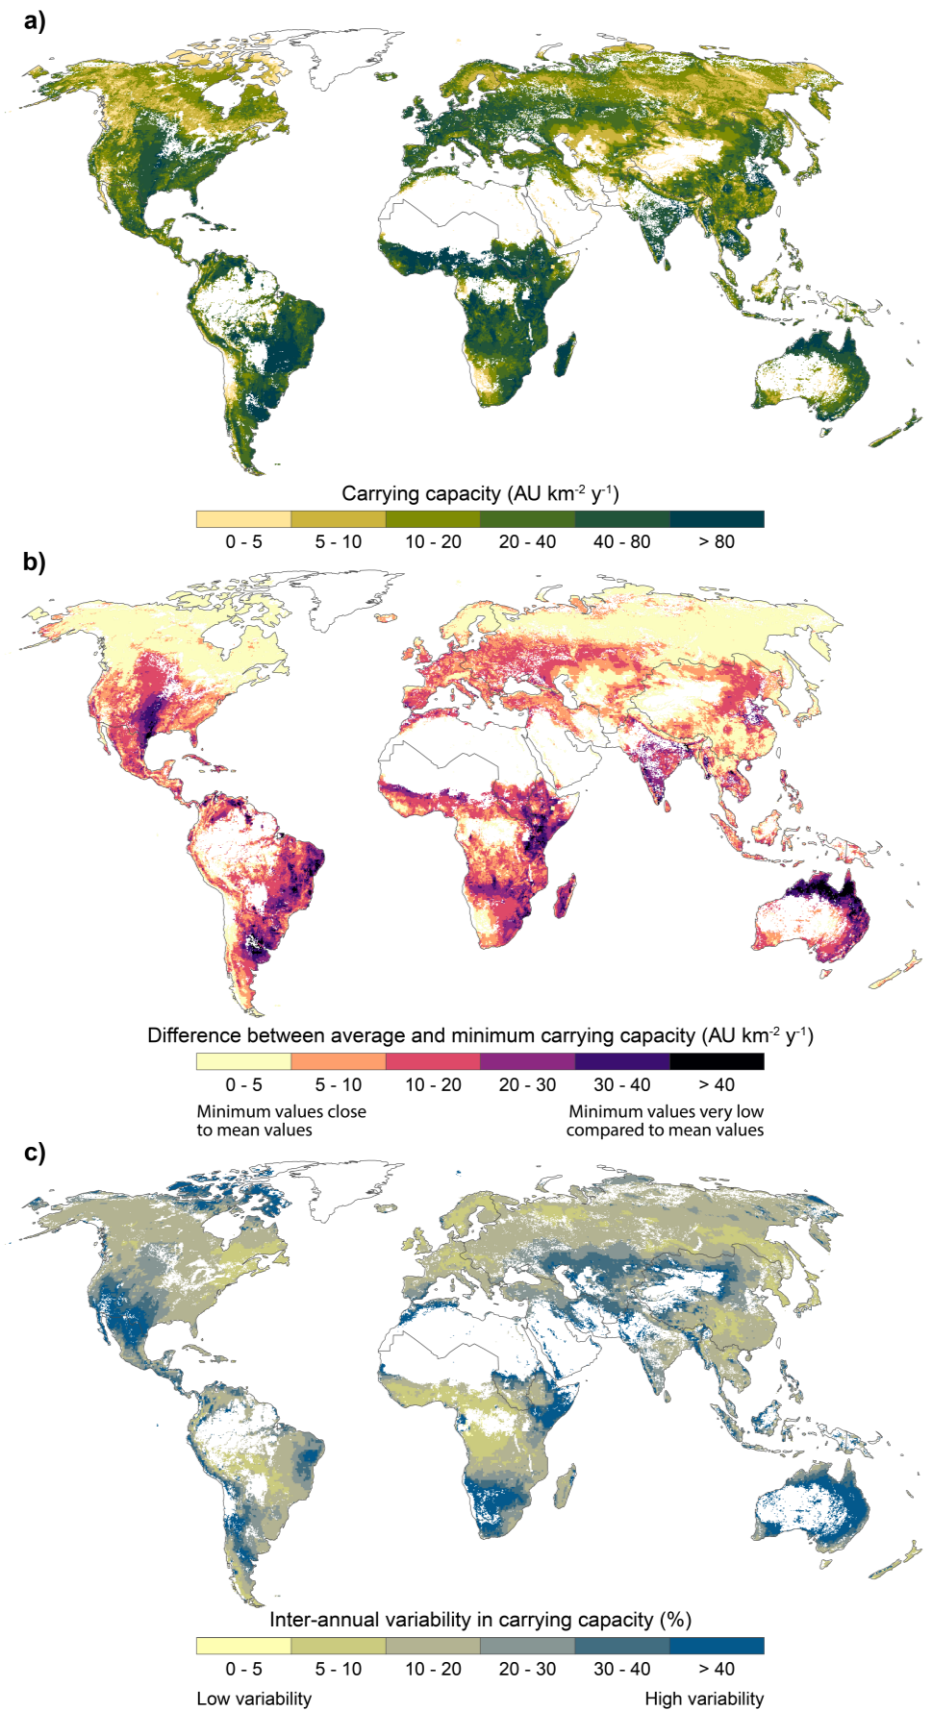 a)
Carrying capacity (AU km⁻² y⁻¹)
0 - 5 5 - 10 10 - 20 20 - 40 40 - 80 > 80
b)
Difference between average and minimum carrying capacity (AU km⁻² y⁻¹)
0 - 5 5 - 10 10 - 20 20 - 30 30 - 40 > 40
Minimum values close Minimum values very low
to mean values compared to mean values
c)
Inter-annual variability in carrying capacity (%)
0 - 5 5 - 10 10 - 20 20 - 30 30 - 40 > 40
Low variability High variability